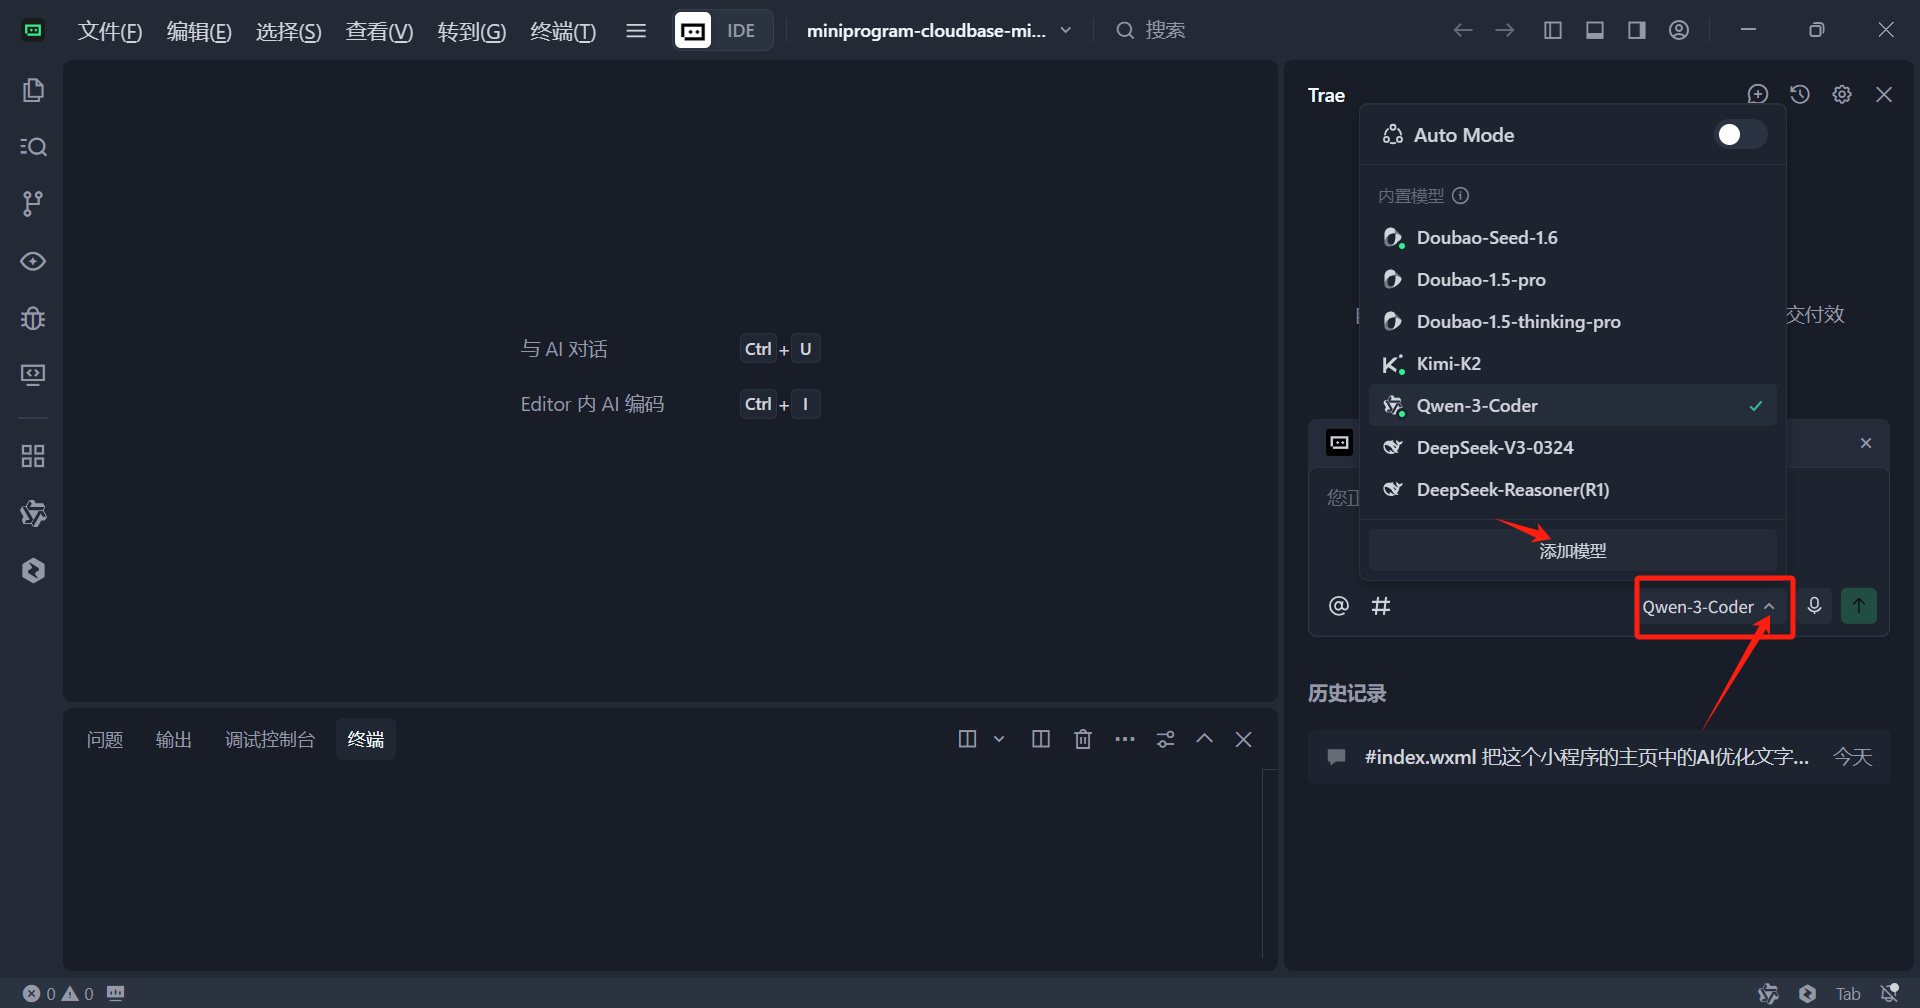 文件(F) 编辑(E) 选择(S) 查看(V) 转到(G) 终端(T) IDE miniprogram-cloudbase-mi... 搜索
Trae
Auto Mode
内置模型
Doubao-Seed-1.6
Doubao-1.5-pro
Doubao-1.5-thinking-pro
Kimi-K2
Qwen-3-Coder
DeepSeek-V3-0324
DeepSeek-Reasoner(R1)
添加模型
交付效
您正
@ # Qwen-3-Coder
历史记录
#index.wxml 把这个小程序的主页中的AI优化文字... 今天
与 AI 对话 Ctrl + U
Editor 内 AI 编码 Ctrl + I
问题 输出 调试控制台 终端
0 0 Tab